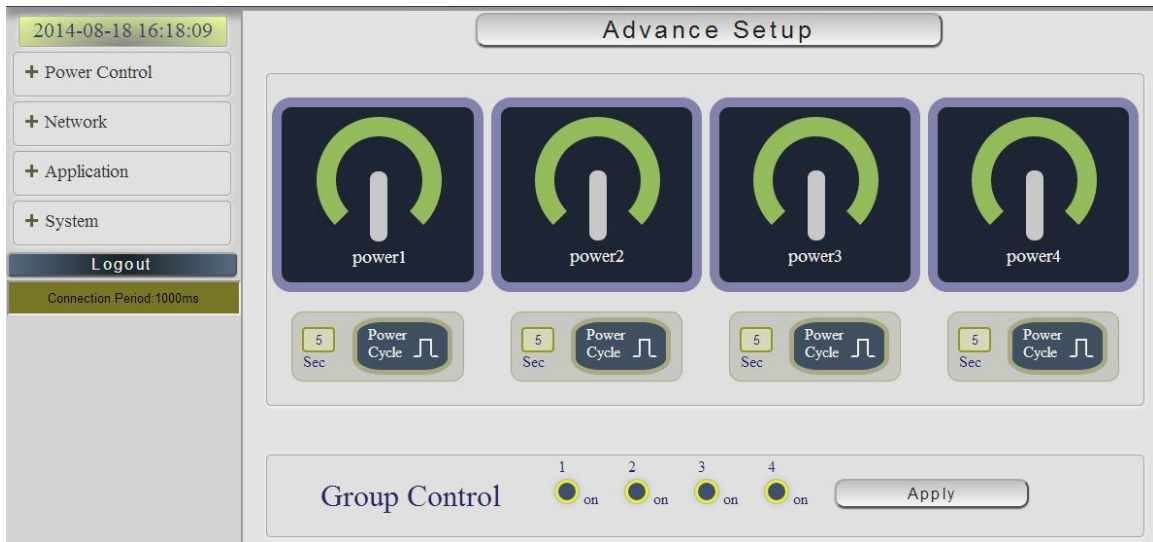 2014-08-18 16:18:09
+ Power Control
+ Network
+ Application
+ System
Logout
Connection Period:1000ms
Advance Setup
power1 power2 power3 power4
5 Sec Power Cycle
5 Sec Power Cycle
5 Sec Power Cycle
5 Sec Power Cycle
1 2 3 4
Group Control on on on on Apply